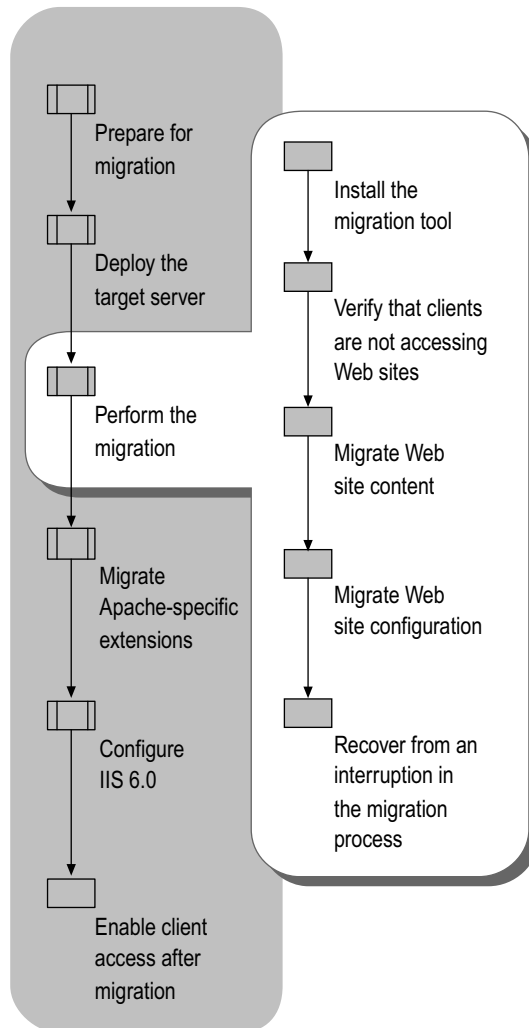 Prepare for
migration
Deploy the
target server
Perform the
migration
Migrate
Apache-specific
extensions
Configure
IIS 6.0
Enable client
access after
migration
Install the
migration tool
Verify that clients
are not accessing
Web sites
Migrate Web
site content
Migrate Web
site configuration
Recover from an
interruption in
the migration
process